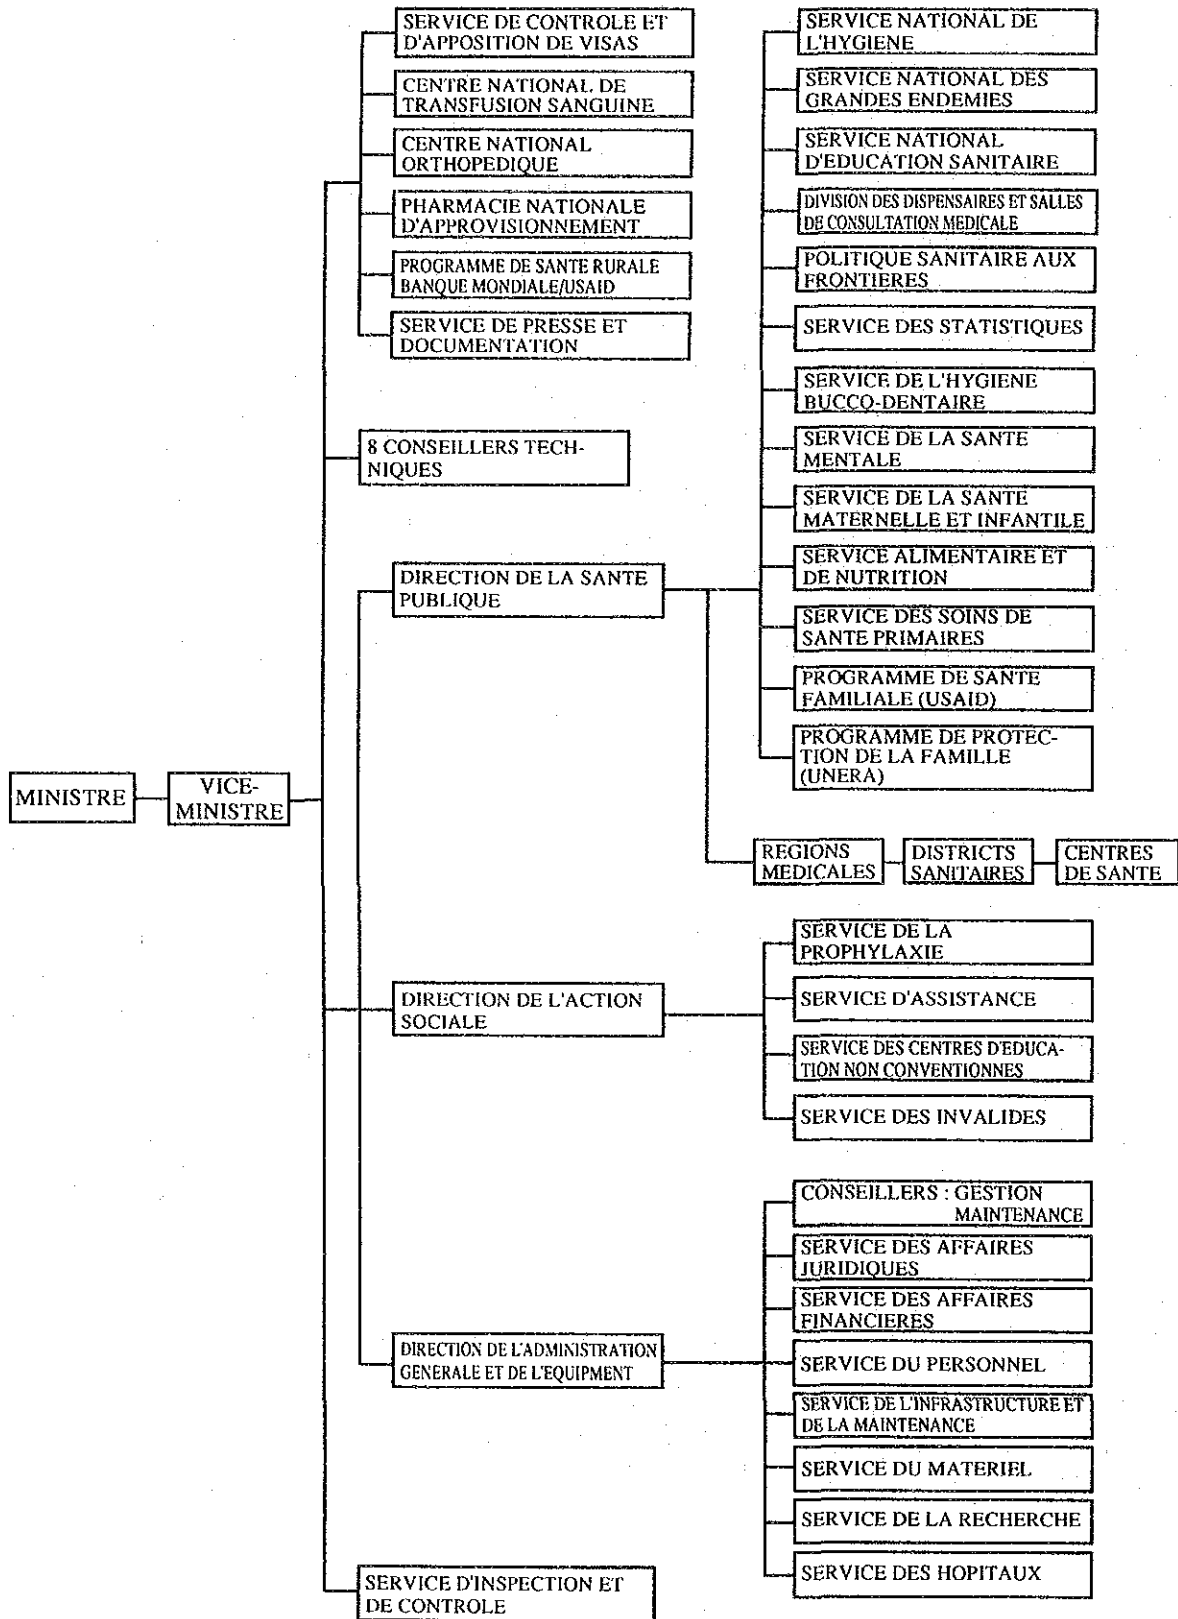 MINISTRE
VICE-
MINISTRE
SERVICE DE CONTROLE ET
D'APPOSITION DE VISAS
CENTRE NATIONAL DE
TRANSFUSION SANGUINE
CENTRE NATIONAL
ORTHOPEDIQUE
PHARMACIE NATIONALE
D'APPROVISIONNEMENT
PROGRAMME DE SANTE RURALE
BANQUE MONDIALE/USAID
SERVICE DE PRESSE ET
DOCUMENTATION
8 CONSEILLERS TECH-
NIQUES
DIRECTION DE LA SANTE
PUBLIQUE
SERVICE NATIONAL DE
L'HYGIENE
SERVICE NATIONAL DES
GRANDES ENDEMIES
SERVICE NATIONAL
D'EDUCATION SANITAIRE
DIVISION DES DISPENSAIRES ET SALLES
DE CONSULTATION MEDICALE
POLITIQUE SANITAIRE AUX
FRONTIERES
SERVICE DES STATISTIQUES
SERVICE DE L'HYGIENE
BUCCO-DENTAIRE
SERVICE DE LA SANTE
MENTALE
SERVICE DE LA SANTE
MATERNELLE ET INFANTILE
SERVICE ALIMENTAIRE ET
DE NUTRITION
SERVICE DES SOINS DE
SANTE PRIMAIRES
PROGRAMME DE SANTE
FAMILIALE (USAID)
PROGRAMME DE PROTEC-
TION DE LA FAMILLE
(UNERA)
REGIONS
MEDICALES
DISTRICTS
SANITAIRES
CENTRES
DE SANTE
DIRECTION DE L'ACTION
SOCIALE
SERVICE DE LA
PROPHYLAXIE
SERVICE D'ASSISTANCE
SERVICE DES CENTRES D'EDUCA-
TION NON CONVENTIONNES
SERVICE DES INVALIDES
DIRECTION DE L'ADMINISTRATION
GENERALE ET DE L'EQUIPMENT
CONSEILLERS : GESTION
MAINTENANCE
SERVICE DES AFFAIRES
JURIDIQUES
SERVICE DES AFFAIRES
FINANCIERES
SERVICE DU PERSONNEL
SERVICE DE L'INFRASTRUCTURE ET
DE LA MAINTENANCE
SERVICE DU MATERIEL
SERVICE DE LA RECHERCHE
SERVICE DES HOPITAUX
SERVICE D'INSPECTION ET
DE CONTROLE